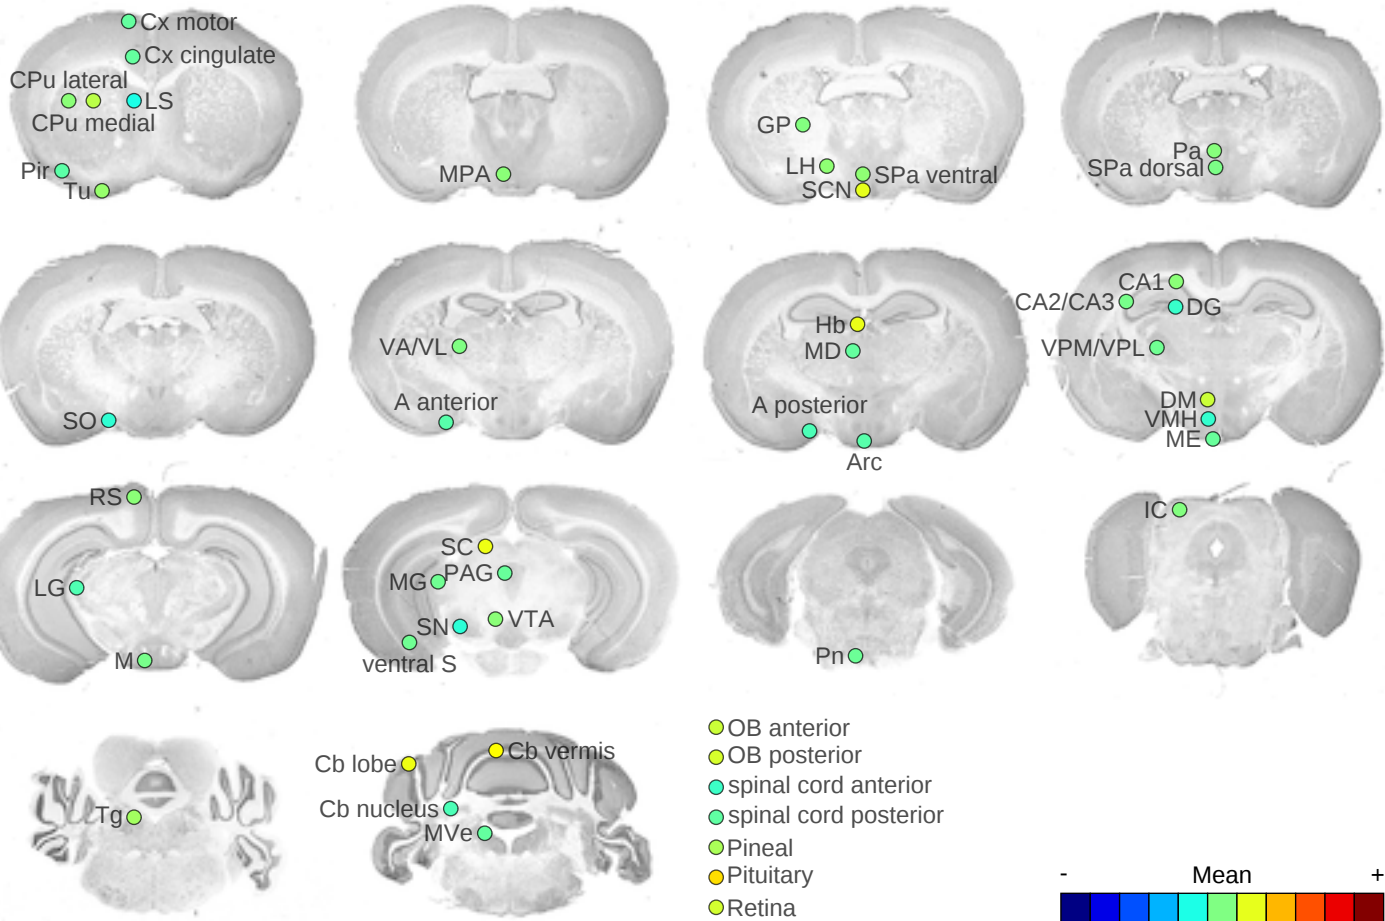 Cx motor
Cx cingulate
CPu lateral
LS
CPu medial
Pir
Tu
MPA
GP
LH
SPa ventral
SCN
Pa
SPa dorsal
SO
VA/VL
A anterior
Hb
MD
A posterior
Arc
CA1
CA2/CA3
DG
VPM/VPL
DM
VMH
ME
RS
LG
M
SC
PAG
MG
VTA
SN
ventral S
Pn
IC
Tg
Cb vermis
Cb lobe
Cb nucleus
MVe
OB anterior
OB posterior
spinal cord anterior
spinal cord posterior
Pineal
Pituitary
Retina
- Mean +